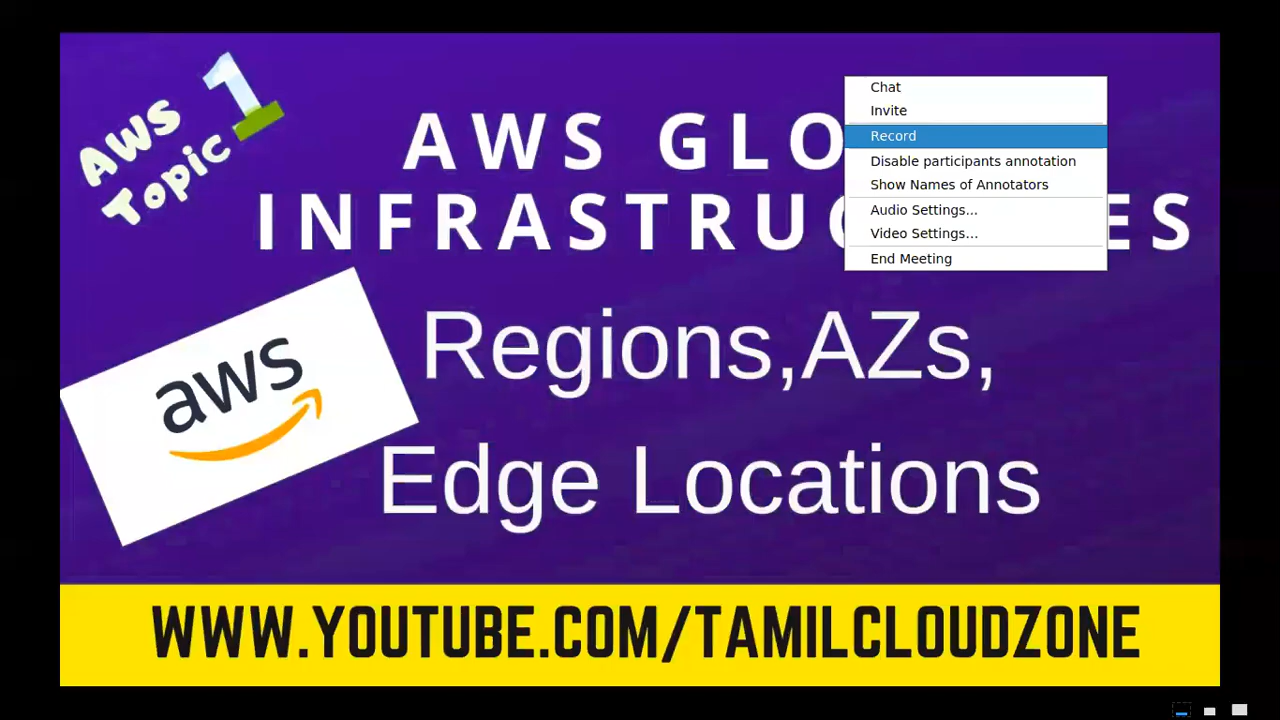 AWS
Topic 1
AWS GLO
INFRASTRUC ES
Regions,AZs,
Edge Locations
aws
WWW.YOUTUBE.COM/TAMILCLOUDZONE
Chat
Invite
Record
Disable participants annotation
Show Names of Annotators
Audio Settings...
Video Settings...
End Meeting